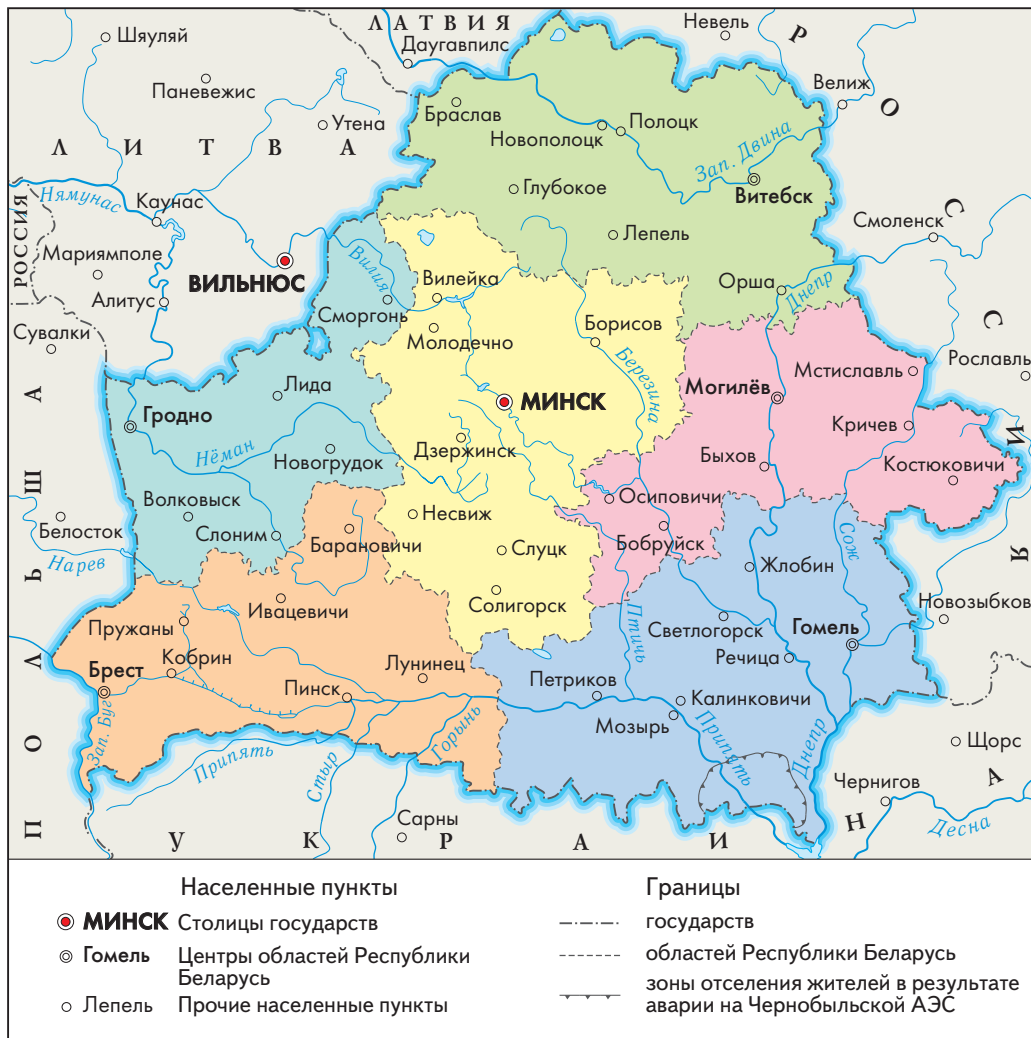 ЛАТВИЯ
Невель
Шяуляй
Даугавпилс
РОССИЯ
Паневежис
Велиж
Браслав
Утена
Новополоцк
Полоцк
ЛИТВА
Зап. Двина
Глубокое
Витебск
Нямунас
Каунас
РОССИЯ
Смоленск
Лепель
Мариямполе
Вилия
ВИЛЬНЮС
Вилейка
Орша
Днепр
Алитус
Сморгонь
Борисов
Сувалки
Молодечно
Березина
Рославль
Мстиславль
Лида
Могилёв
МИНСК
Гродно
Кричев
Дзержинск
Нёман
Новогрудок
Быхов
Костюковичи
Волковыск
Осиповичи
Несвиж
Белосток
Слоним
Барановичи
Сож
Слуцк
Бобруйск
Нарев
Жлобин
Ивацевичи
Солигорск
Новозыбков
Птичь
Пружаны
Светлогорск
Гомель
Кобрин
Лунинец
Речица
Брест
Петриков
Калинковичи
Пинск
Мозырь
Зап. Буг
Горынь
Припять
Щорс
Припять
Стыр
Днепр
Чернигов
Сарны
Десна
ПОЛЬША
УКРАИНА
Населенные пункты
МИНСК Столицы государств
Гомель Центры областей Республики
Беларусь
Лепель Прочие населенные пункты
Границы
государств
областей Республики Беларусь
зоны отселения жителей в результате
аварии на Чернобыльской АЭС